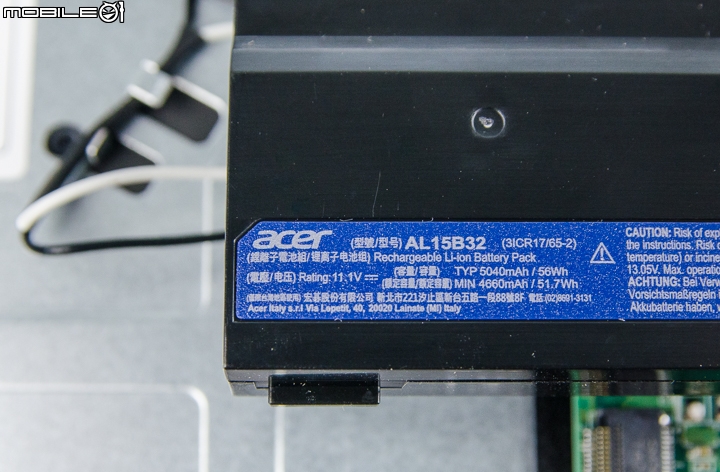 MOBILE01
acer (型號/型号) AL15B32 (3ICR17/65-2)
(鋰離子電池組/ 锂离子电池组) Rechargeable Li-ion Battery Pack
(電壓/电压) Rating: 11.1V⎓ (容量/容量) TYP 5040mAh / 56Wh
(額定容量/额定容量) MIN 4660mAh / 51.7Wh
宏碁股份有限公司 新北市221汐止區新台五路一段88號8F 電話:(02)8691-3131
Acer Italy s.r.l Via Lepetit, 40, 20020 Lainate (MI) Italy
CAUTION: Risk of exp
the instructions. Risk o
temperature) or incine
13.05V. Max. operation
ACHTUNG: Bei Verw
Vorsichtsmaßregeln
Akkubatterie haben, v